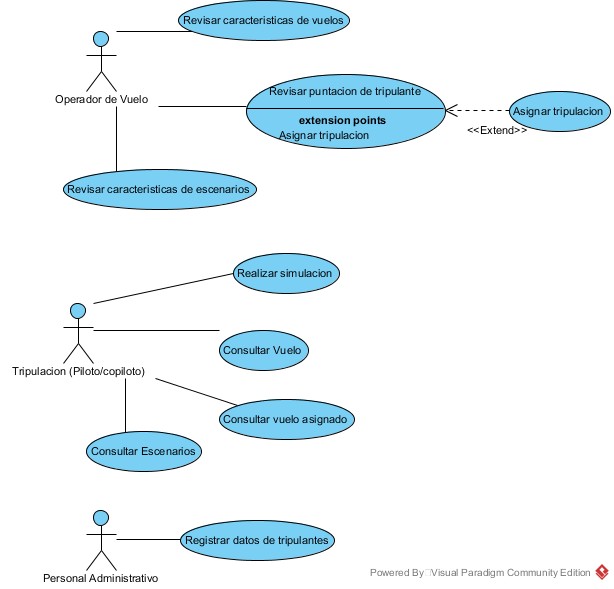 Revisar caracteristicas de vuelos
Operador de Vuelo
Revisar puntacion de tripulante
extension points
Asignar tripulacion
Asignar tripulacion
<<Extend>>
Revisar caracteristicas de escenarios
Realizar simulacion
Consultar Vuelo
Tripulacion (Piloto/copiloto)
Consultar vuelo asignado
Consultar Escenarios
Registrar datos de tripulantes
Personal Administrativo
Powered By Visual Paradigm Community Edition